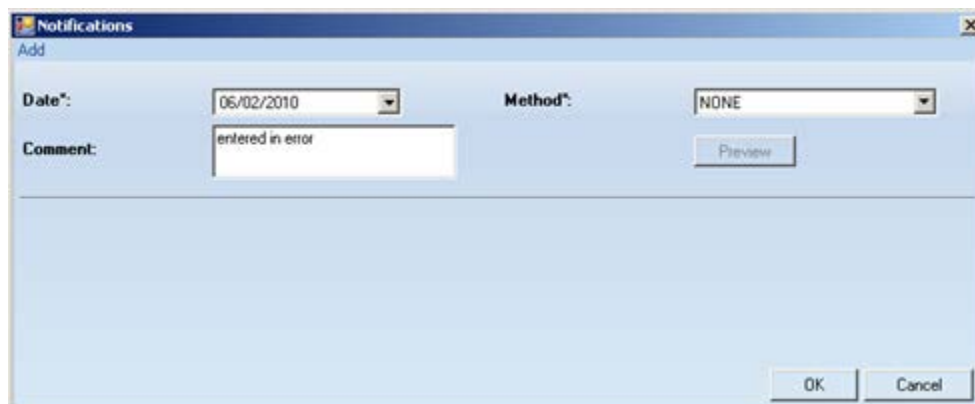 Notifications
Add
Date*: 06/02/2010 Method*: NONE
Comment: entered in error Preview
OK Cancel